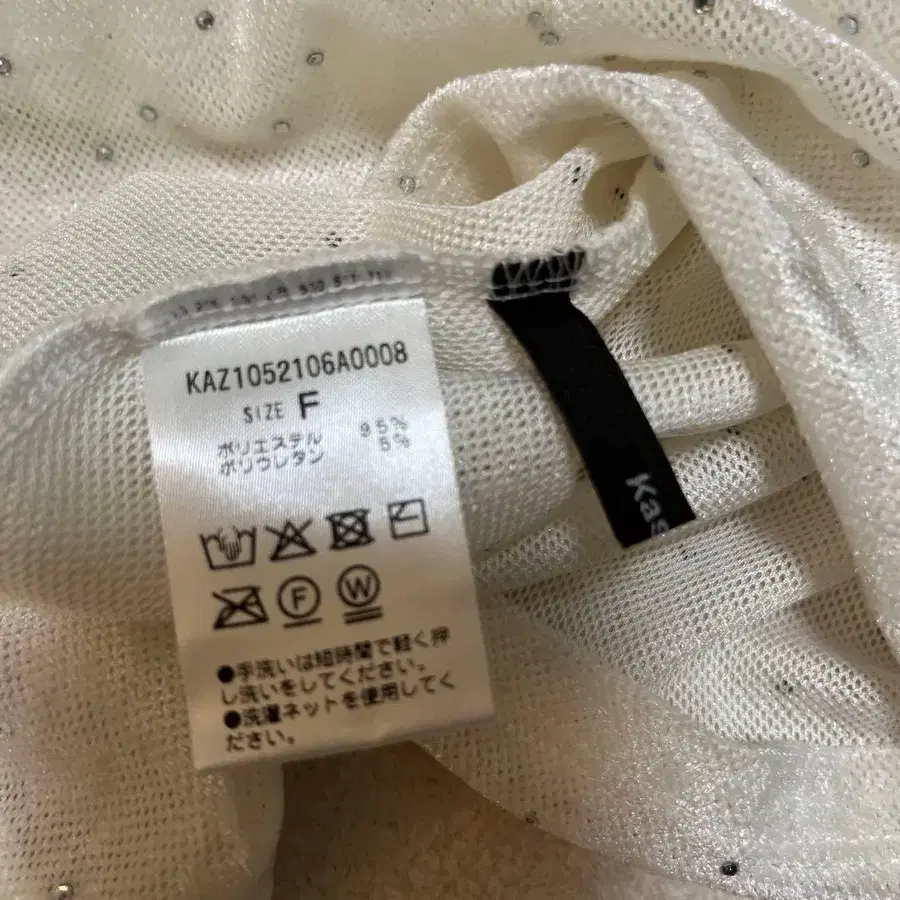 KAZ1052106A0008
SIZE F
ポリエステル 95%
ポリウレタン 5%
F
W
●手洗いは短時間で軽く押
し洗いをしてください。
●洗濯ネットを使用してく
ださい。
Kas